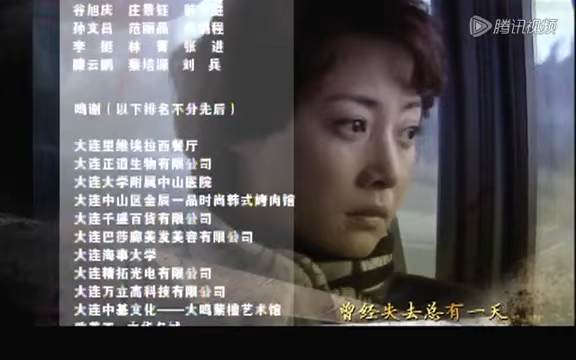 腾讯视频
谷旭庆 庄景钰
孙文昌 范丽晶 程
李 挺 林 菁 张 进
滕云鹏 秦培源 刘 兵
鸣谢（以下排名不分先后）
大连里维埃拉西餐厅
大连正道生物有限公司
大连大学附属中山医院
大连中山区金辰一品时尚韩式烤肉馆
大连千盛百货有限公司
大连巴莎廊美发美容有限公司
大连海事大学
大连精拓光电有限公司
大连万立高科技有限公司
大连中基文化——大鸣紫檀艺术馆
曾经失去总有一天